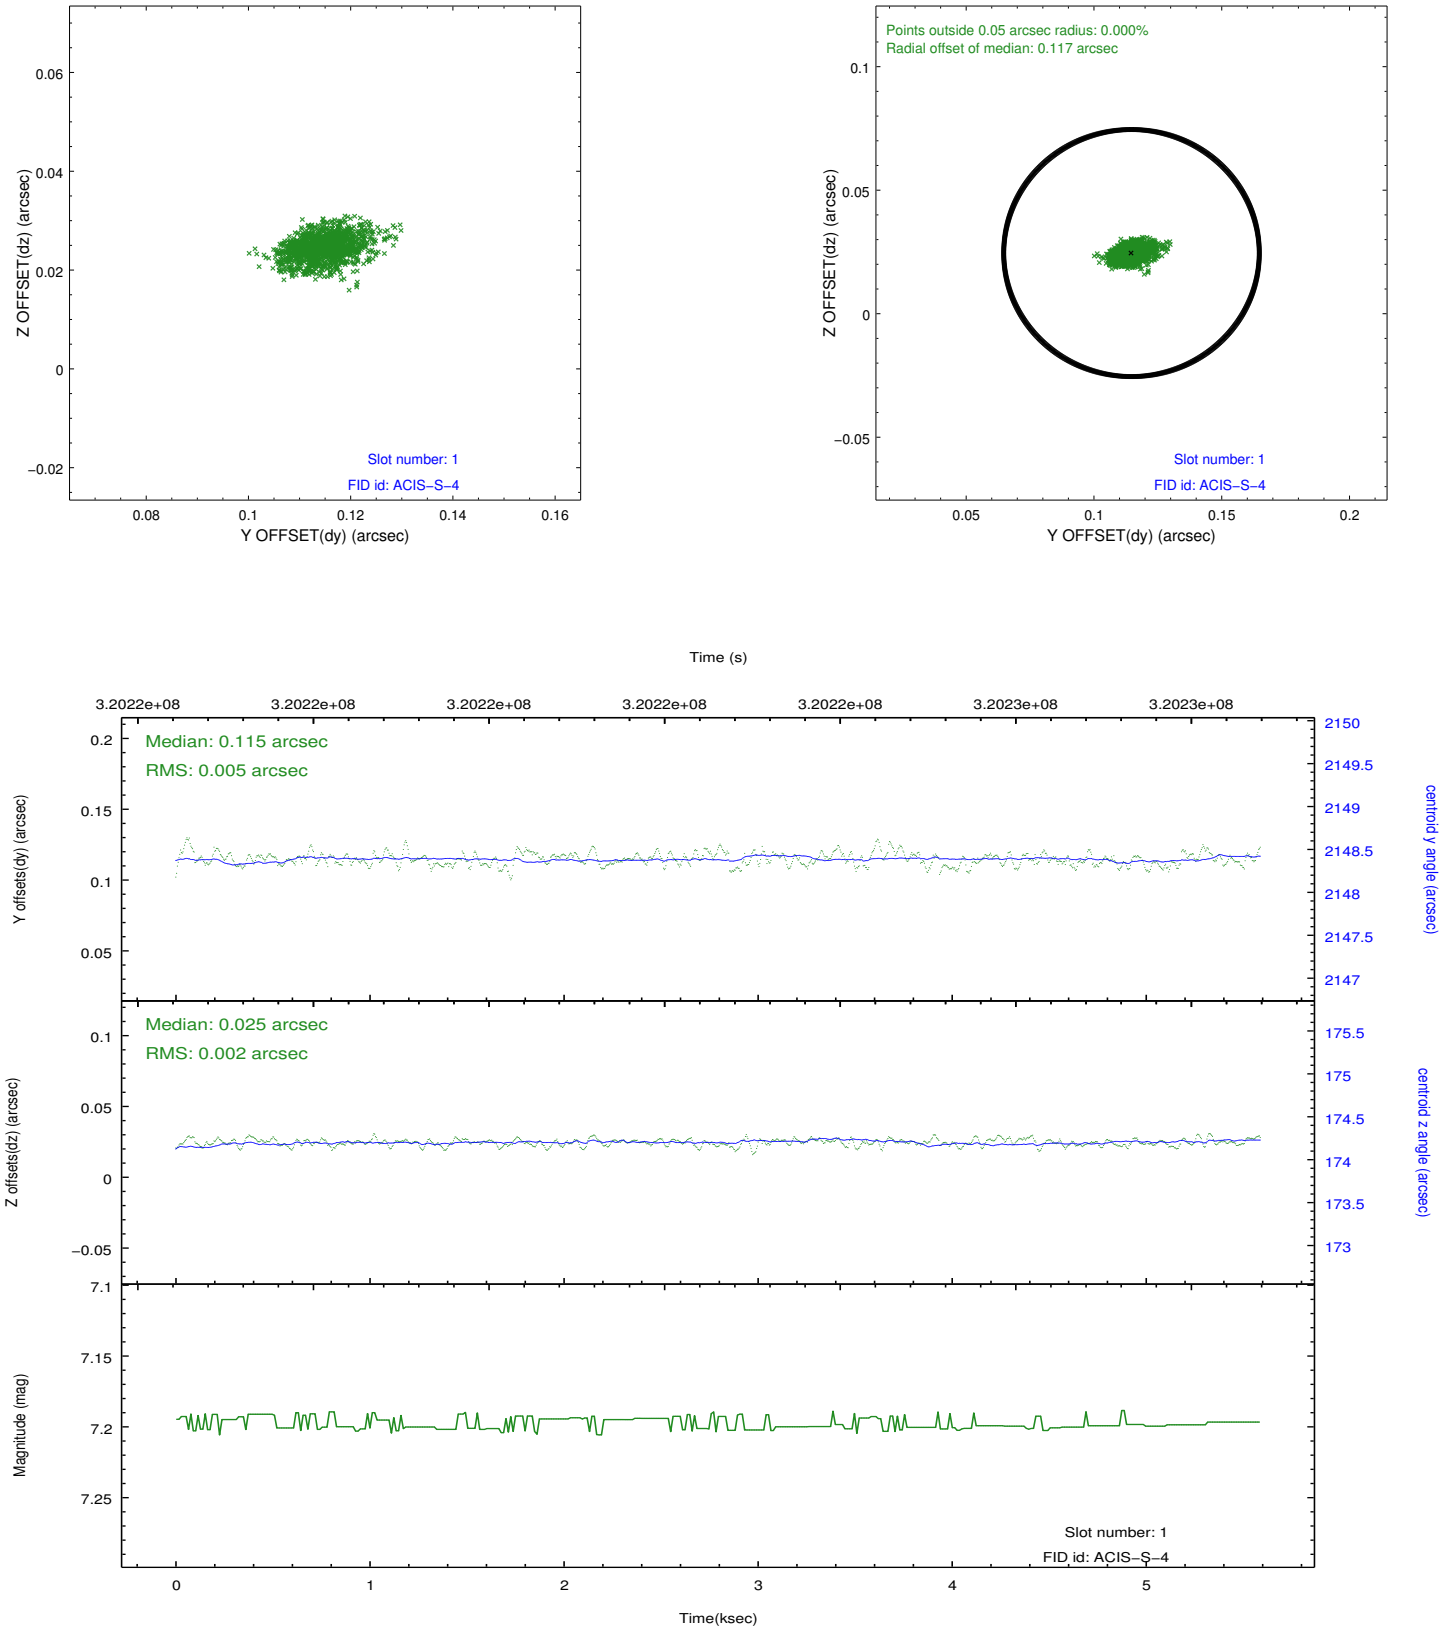 0.06
0.04
0.02
0
−0.02
Z OFFSET(dz) (arcsec)
Slot number: 1
FID id: ACIS−S−4
0.08 0.1 0.12 0.14 0.16
Y OFFSET(dy) (arcsec)
Points outside 0.05 arcsec radius: 0.000%
Radial offset of median: 0.117 arcsec
0.1
0.05
0
−0.05
Z OFFSET(dz) (arcsec)
Slot number: 1
FID id: ACIS−S−4
0.05 0.1 0.15 0.2
Y OFFSET(dy) (arcsec)
Time (s)
3.2022e+08 3.2022e+08 3.2022e+08 3.2022e+08 3.2022e+08 3.2023e+08 3.2023e+08
Median: 0.115 arcsec
RMS: 0.005 arcsec
0.2
0.15
0.1
0.05
Y offsets(dy) (arcsec)
2150
2149.5
2149
2148.5
2148
2147.5
2147
centroid y angle (arcsec)
Median: 0.025 arcsec
RMS: 0.002 arcsec
0.1
0.05
0
−0.05
Z offsets(dz) (arcsec)
175.5
175
174.5
174
173.5
173
centroid z angle (arcsec)
7.1
7.15
7.2
7.25
Magnitude (mag)
Slot number: 1
FID id: ACIS−S−4
0 1 2 3 4 5
Time(ksec)